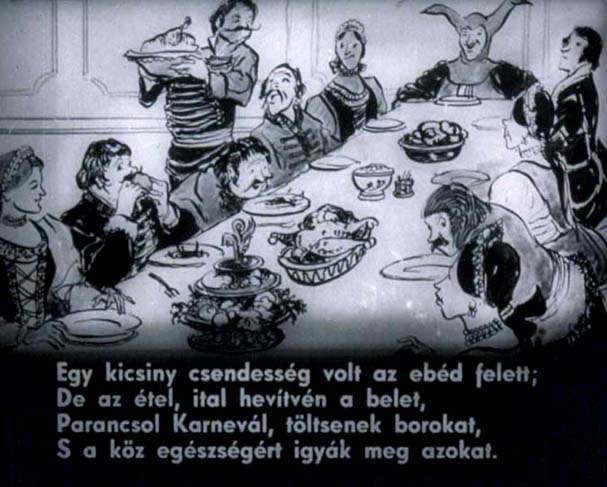 Egy kicsiny csendesség volt az ebéd felett;
De az étel, ital hevítvén a belet,
Parancsol Karnevál, töltsenek borokat,
S a köz egészségért igyák meg azokat.